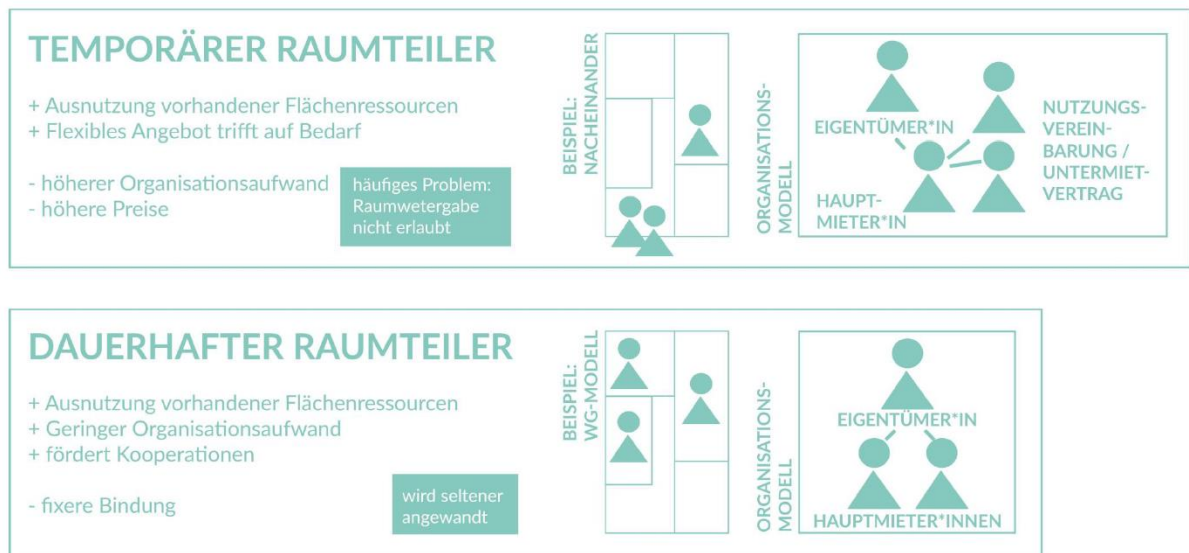 TEMPORÄRER RAUMTEILER
+ Ausnutzung vorhandener Flächenressourcen
+ Flexibles Angebot trifft auf Bedarf
- höherer Organisationsaufwand
- höhere Preise
häufiges Problem:
Raumwetergabe
nicht erlaubt
BEISPIEL:
NACHEINANDER
ORGANISATIONS-
MODELL
EIGENTÜMER*IN
HAUPT-
MIETER*IN
NUTZUNGS-
VEREIN-
BARUNG /
UNTERMIET-
VERTRAG
DAUERHAFTER RAUMTEILER
+ Ausnutzung vorhandener Flächenressourcen
+ Geringer Organisationsaufwand
+ fördert Kooperationen
- fixere Bindung
wird seltener
angewandt
BEISPIEL:
WG-MODELL
ORGANISATIONS-
MODELL
EIGENTÜMER*IN
HAUPTMIETER*INNEN